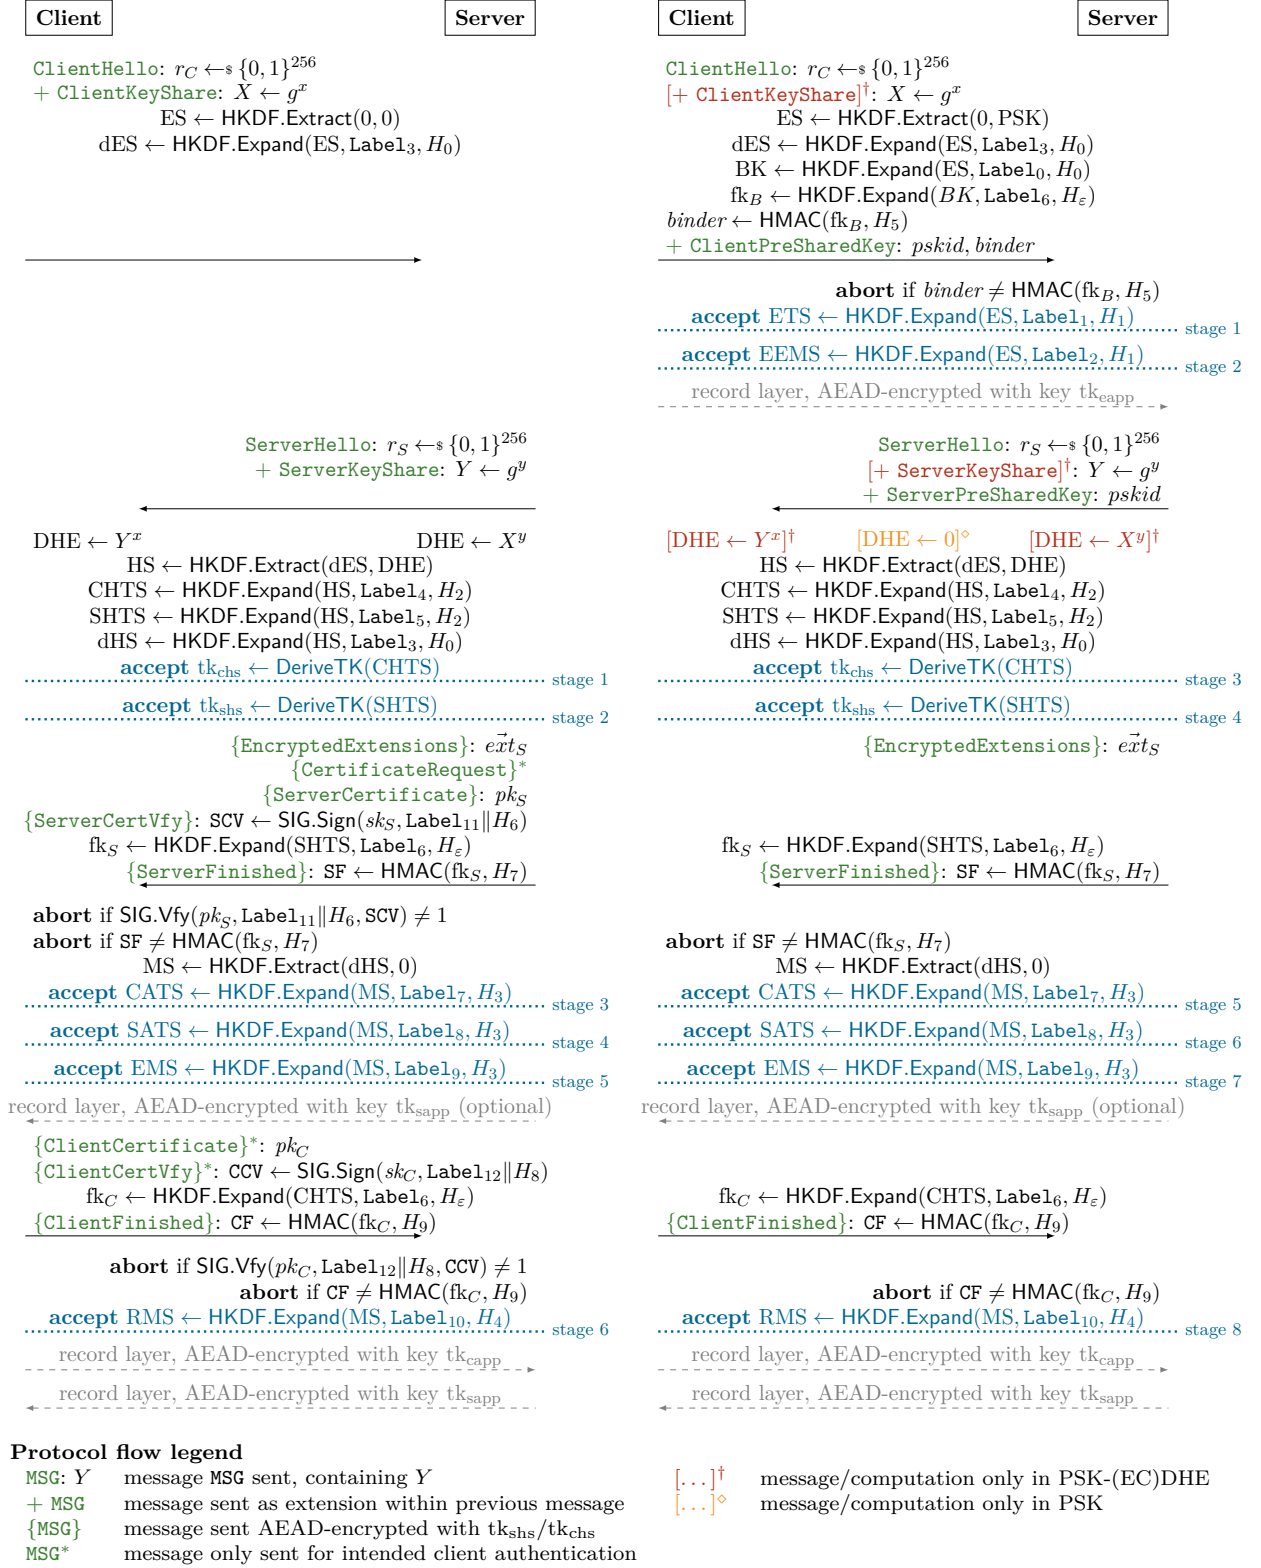 Client Server
ClientHello: r_C ←$ {0, 1}^256
+ ClientKeyShare: X ← g^x
ES ← HKDF.Extract(0, 0)
dES ← HKDF.Expand(ES, Label_3, H_0)
ServerHello: r_S ←$ {0, 1}^256
+ ServerKeyShare: Y ← g^y
DHE ← Y^x DHE ← X^y
HS ← HKDF.Extract(dES, DHE)
CHTS ← HKDF.Expand(HS, Label_4, H_2)
SHTS ← HKDF.Expand(HS, Label_5, H_2)
dHS ← HKDF.Expand(HS, Label_3, H_0)
accept tk_chs ← DeriveTK(CHTS)
stage 1
accept tk_shs ← DeriveTK(SHTS)
stage 2
{EncryptedExtensions}: e⃗xt_S
{CertificateRequest}*
{ServerCertificate}: pk_S
{ServerCertVfy}: SCV ← SIG.Sign(sk_S, Label_11‖H_6)
fk_S ← HKDF.Expand(SHTS, Label_6, H_ε)
{ServerFinished}: SF ← HMAC(fk_S, H_7)
abort if SIG.Vfy(pk_S, Label_11‖H_6, SCV) ≠ 1
abort if SF ≠ HMAC(fk_S, H_7)
MS ← HKDF.Extract(dHS, 0)
accept CATS ← HKDF.Expand(MS, Label_7, H_3)
stage 3
accept SATS ← HKDF.Expand(MS, Label_8, H_3)
stage 4
accept EMS ← HKDF.Expand(MS, Label_9, H_3)
stage 5
record layer, AEAD-encrypted with key tk_sapp (optional)
{ClientCertificate}*: pk_C
{ClientCertVfy}*: CCV ← SIG.Sign(sk_C, Label_12‖H_8)
fk_C ← HKDF.Expand(CHTS, Label_6, H_ε)
{ClientFinished}: CF ← HMAC(fk_C, H_9)
abort if SIG.Vfy(pk_C, Label_12‖H_8, CCV) ≠ 1
abort if CF ≠ HMAC(fk_C, H_9)
accept RMS ← HKDF.Expand(MS, Label_10, H_4)
stage 6
record layer, AEAD-encrypted with key tk_capp
record layer, AEAD-encrypted with key tk_sapp
Client Server
ClientHello: r_C ←$ {0, 1}^256
[+ ClientKeyShare]†: X ← g^x
ES ← HKDF.Extract(0, PSK)
dES ← HKDF.Expand(ES, Label_3, H_0)
BK ← HKDF.Expand(ES, Label_0, H_0)
fk_B ← HKDF.Expand(BK, Label_6, H_ε)
binder ← HMAC(fk_B, H_5)
+ ClientPreSharedKey: pskid, binder
abort if binder ≠ HMAC(fk_B, H_5)
accept ETS ← HKDF.Expand(ES, Label_1, H_1)
stage 1
accept EEMS ← HKDF.Expand(ES, Label_2, H_1)
stage 2
record layer, AEAD-encrypted with key tk_eapp
ServerHello: r_S ←$ {0, 1}^256
[+ ServerKeyShare]†: Y ← g^y
+ ServerPreSharedKey: pskid
[DHE ← Y^x]† [DHE ← 0]⋄ [DHE ← X^y]†
HS ← HKDF.Extract(dES, DHE)
CHTS ← HKDF.Expand(HS, Label_4, H_2)
SHTS ← HKDF.Expand(HS, Label_5, H_2)
dHS ← HKDF.Expand(HS, Label_3, H_0)
accept tk_chs ← DeriveTK(CHTS)
stage 3
accept tk_shs ← DeriveTK(SHTS)
stage 4
{EncryptedExtensions}: e⃗xt_S
fk_S ← HKDF.Expand(SHTS, Label_6, H_ε)
{ServerFinished}: SF ← HMAC(fk_S, H_7)
abort if SF ≠ HMAC(fk_S, H_7)
MS ← HKDF.Extract(dHS, 0)
accept CATS ← HKDF.Expand(MS, Label_7, H_3)
stage 5
accept SATS ← HKDF.Expand(MS, Label_8, H_3)
stage 6
accept EMS ← HKDF.Expand(MS, Label_9, H_3)
stage 7
record layer, AEAD-encrypted with key tk_sapp (optional)
fk_C ← HKDF.Expand(CHTS, Label_6, H_ε)
{ClientFinished}: CF ← HMAC(fk_C, H_9)
abort if CF ≠ HMAC(fk_C, H_9)
accept RMS ← HKDF.Expand(MS, Label_10, H_4)
stage 8
record layer, AEAD-encrypted with key tk_capp
record layer, AEAD-encrypted with key tk_sapp
Protocol flow legend
MSG: Y message MSG sent, containing Y
+ MSG message sent as extension within previous message
{MSG} message sent AEAD-encrypted with tk_shs/tk_chs
MSG* message only sent for intended client authentication
[...]† message/computation only in PSK-(EC)DHE
[...]⋄ message/computation only in PSK